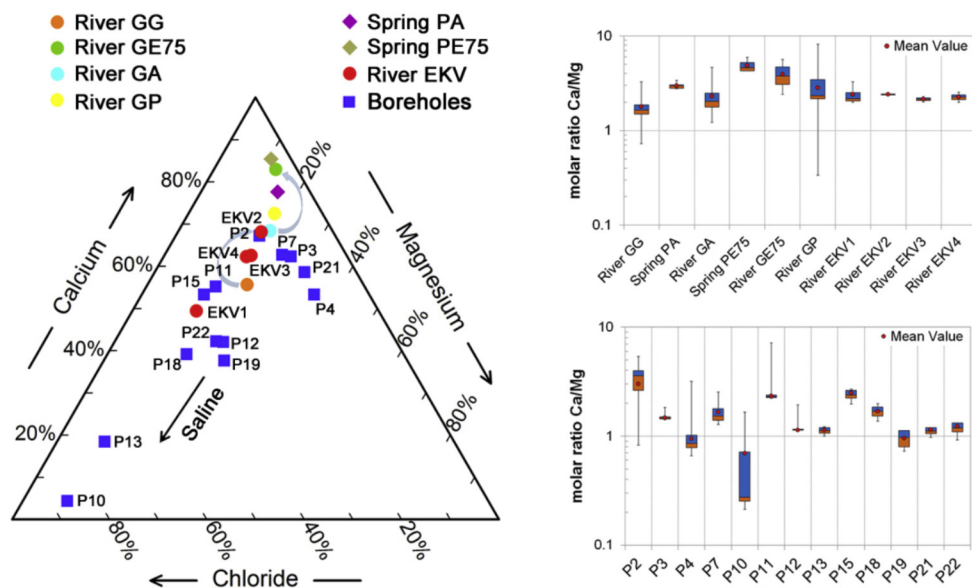 River GG
River GE75
River GA
River GP
Spring PA
Spring PE75
River EKV
Boreholes
80%
60%
40%
20%
20%
40%
60%
80%
80%
60%
40%
20%
Calcium
Magnesium
Chloride
Saline
EKV2
P2
P7
P3
EKV4
P11
EKV3
P21
P15
P4
EKV1
P22
P12
P18
P19
P13
P10
molar ratio Ca/Mg
10
1
0.1
Mean Value
River GG
Spring PA
River GA
Spring PE75
River GE75
River GP
River EKV1
River EKV2
River EKV3
River EKV4
molar ratio Ca/Mg
10
1
0.1
Mean Value
P2
P3
P4
P7
P10
P11
P12
P13
P15
P18
P19
P21
P22